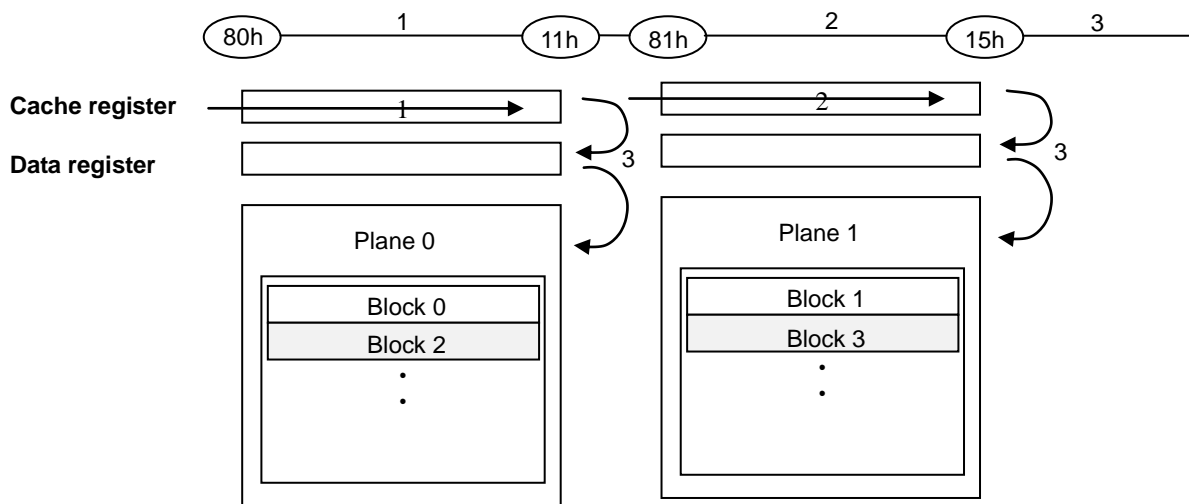 80h 1 11h 81h 2 15h 3
Cache register 1 2
Data register 3 3
Plane 0 Plane 1
Block 0 Block 1
Block 2 Block 3